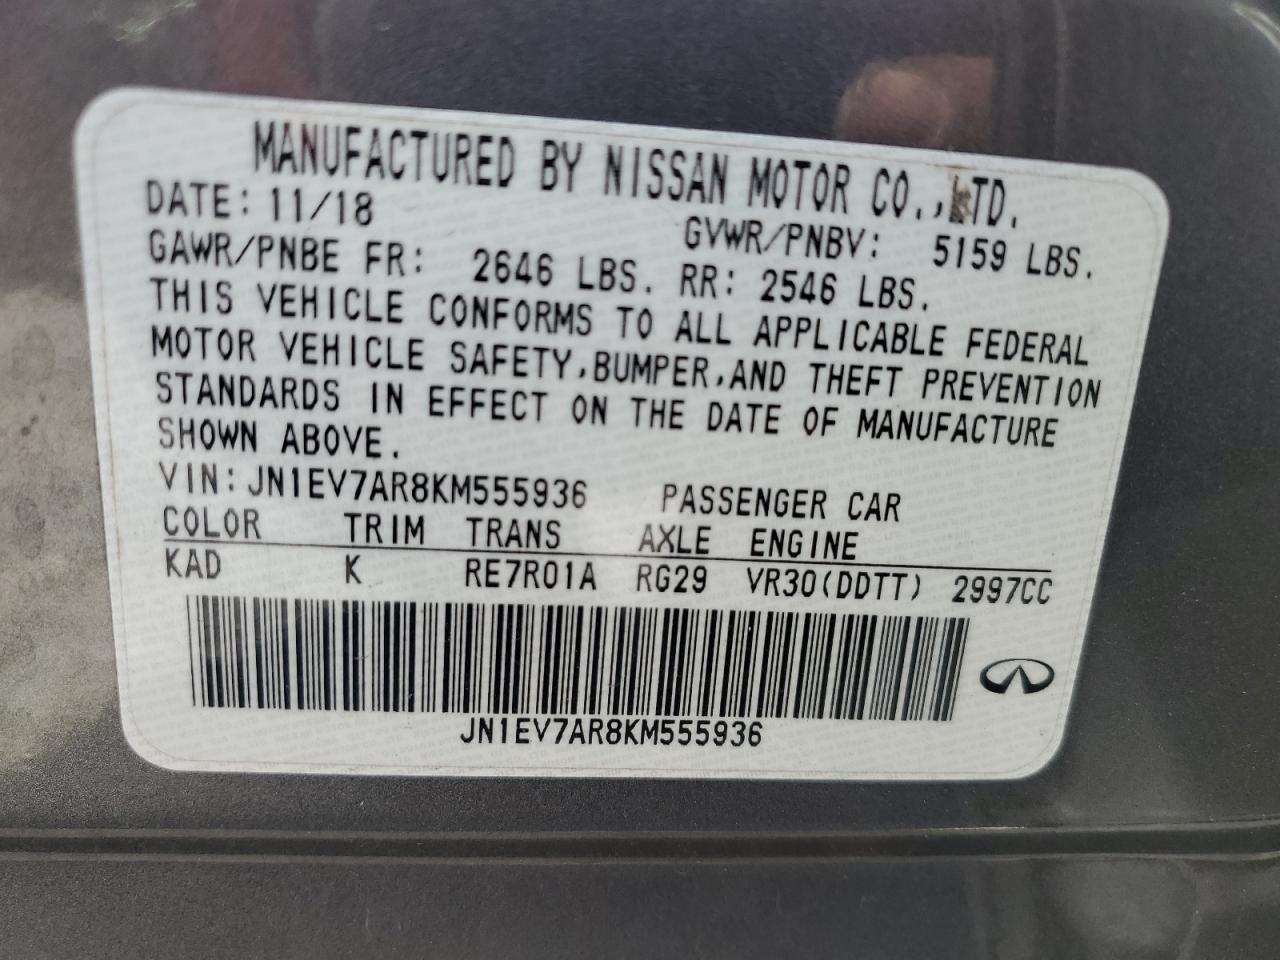 MANUFACTURED BY NISSAN MOTOR CO.,LTD.
DATE: 11/18 GVWR/PNBV: 5159 LBS.
GAWR/PNBE FR: 2646 LBS. RR: 2546 LBS.
THIS VEHICLE CONFORMS TO ALL APPLICABLE FEDERAL
MOTOR VEHICLE SAFETY,BUMPER,AND THEFT PREVENTION
STANDARDS IN EFFECT ON THE DATE OF MANUFACTURE
SHOWN ABOVE.
VIN: JN1EV7AR8KM555936 PASSENGER CAR
COLOR TRIM TRANS AXLE ENGINE
KAD K RE7R01A RG29 VR30(DDTT) 2997CC
JN1EV7AR8KM555936